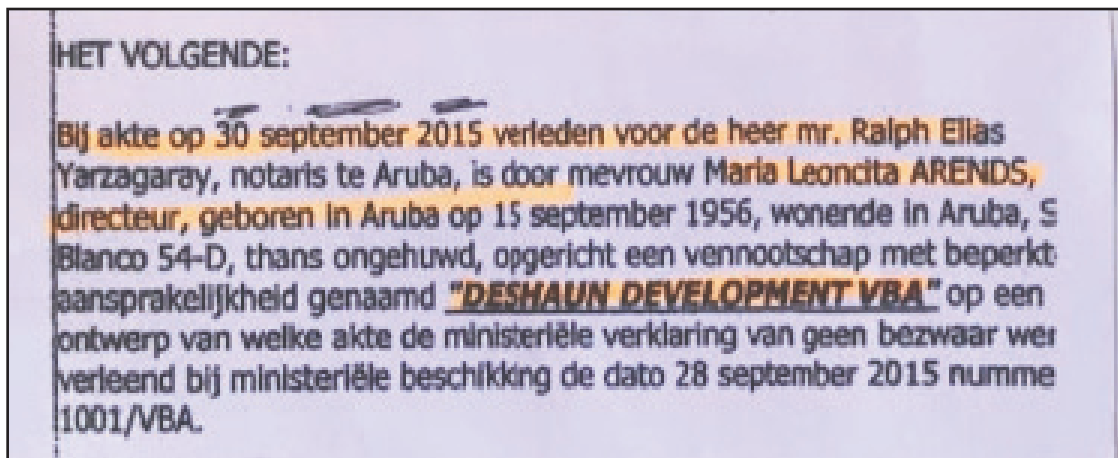 HET VOLGENDE:
Bij akte op 30 september 2015 verleden voor de heer mr. Ralph Elias
Yarzagaray, notaris te Aruba, is door mevrouw Maria Leoncita ARENDS,
directeur, geboren in Aruba op 15 september 1956, wonende in Aruba, S
Blanco 54-D, thans ongehuwd, opgericht een vennootschap met beperkt
aansprakelijkheid genaamd "DESHAUN DEVELOPMENT VBA" op een
ontwerp van welke akte de ministeriële verklaring van geen bezwaar wer
verleend bij ministeriële beschikking de dato 28 september 2015 numme
1001/VBA.